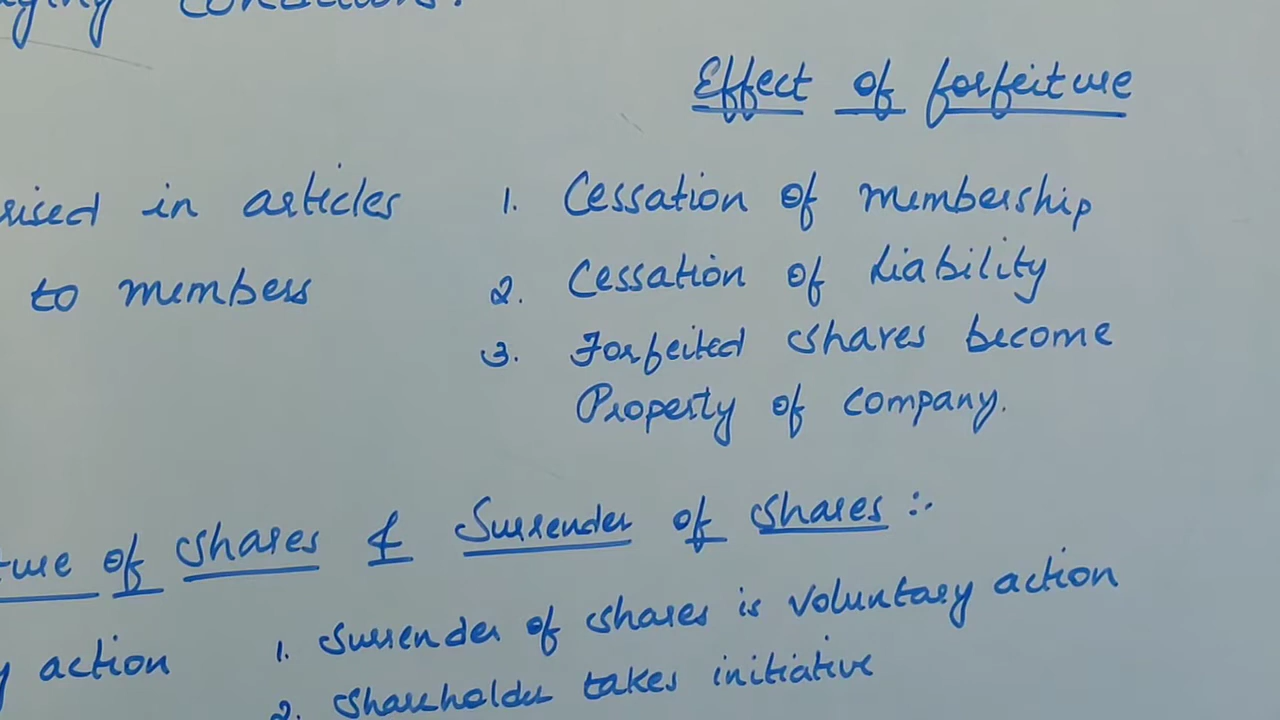 Effect of forfeiture
in articles
1. Cessation of membership
to members
2. Cessation of Liability
3. Forfeited shares become
Property of company.
of shares & Surrender of shares :-
1. Surrender of shares is voluntary action
action
2. Shareholder takes initiative